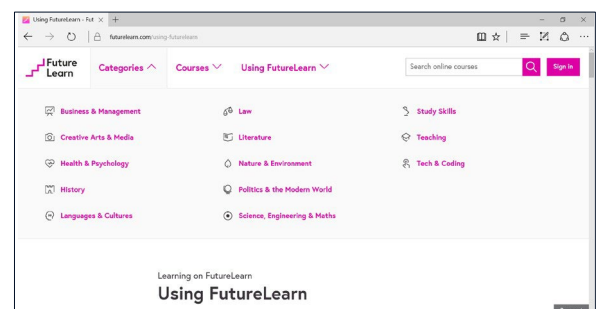 Using FutureLearn - Fut
futurelearn.com/using-futurelearn
Future
Learn
Categories
Courses
Using FutureLearn
Search online courses
Sign in
Business & Management
Law
Study Skills
Creative Arts & Media
Literature
Teaching
Health & Psychology
Nature & Environment
Tech & Coding
History
Politics & the Modern World
Languages & Cultures
Science, Engineering & Maths
Learning on FutureLearn
Using FutureLearn